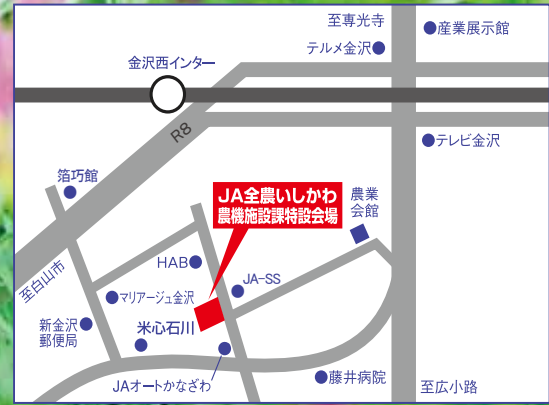 至専光寺
産業展示館
テルメ金沢
金沢西インター
R8
テレビ金沢
箔巧館
JA全農いしかわ
農機施設課特設会場
農業
会館
HAB
JA-SS
至白山市
マリアージュ金沢
新金沢
郵便局
米心石川
JAオートかなざわ
藤井病院
至広小路